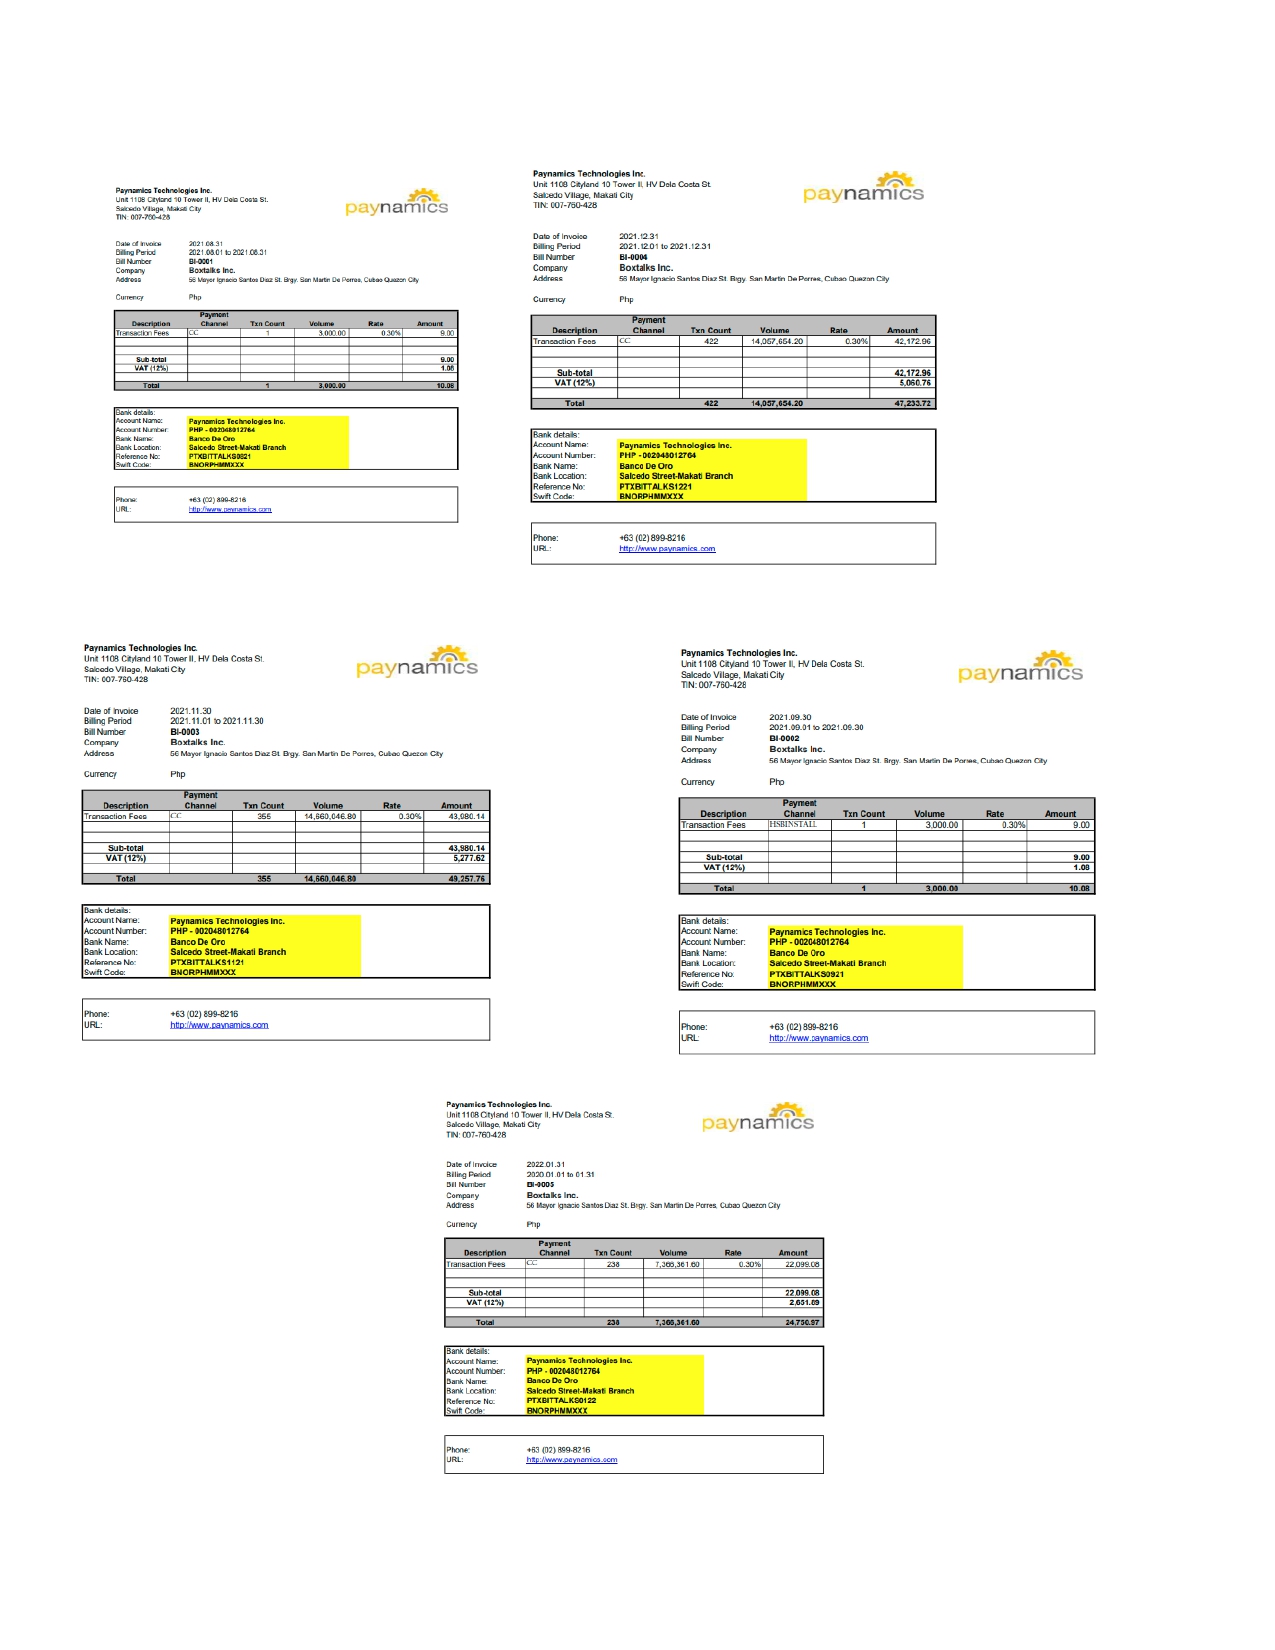 Paynamics Technologies Inc.
Unit 1108 Cityland 10 Tower II, HV Dela Costa St.
Salcedo Village, Makati City
TIN: 007-760-428
paynamics
Date of Invoice 2021.08.31
Billing Period 2021.08.01 to 2021.08.31
Bill Number BI-0001
Company Boxtalks Inc.
Address 56 Mayor Ignacio Santos Diaz St. Brgy. San Martin De Porres, Cubao Quezon City
Currency Php
Description Payment Channel Txn Count Volume Rate Amount
Transaction Fees CC 1 3,000.00 0.30% 9.00
Sub-total 9.00
VAT (12%) 1.08
Total 1 3,000.00 10.08
Bank details:
Account Name: Paynamics Technologies Inc.
Account Number: PHP - 002048012764
Bank Name: Banco De Oro
Bank Location: Salcedo Street-Makati Branch
Reference No: PTXBITTALKS0821
Swift Code: BNORPHMMXXX
Phone: +63 (02) 899-8216
URL: http://www.paynamics.com
Paynamics Technologies Inc.
Unit 1108 Cityland 10 Tower II, HV Dela Costa St.
Salcedo Village, Makati City
TIN: 007-760-428
paynamics
Date of Invoice 2021.12.31
Billing Period 2021.12.01 to 2021.12.31
Bill Number BI-0004
Company Boxtalks Inc.
Address 56 Mayor Ignacio Santos Diaz St. Brgy. San Martin De Porres, Cubao Quezon City
Currency Php
Description Payment Channel Txn Count Volume Rate Amount
Transaction Fees CC 422 14,057,654.20 0.30% 42,172.96
Sub-total 42,172.96
VAT (12%) 5,060.76
Total 422 14,057,654.20 47,233.72
Bank details:
Account Name: Paynamics Technologies Inc.
Account Number: PHP - 002048012764
Bank Name: Banco De Oro
Bank Location: Salcedo Street-Makati Branch
Reference No: PTXBITTALKS1221
Swift Code: BNORPHMMXXX
Phone: +63 (02) 899-8216
URL: http://www.paynamics.com
Paynamics Technologies Inc.
Unit 1108 Cityland 10 Tower II, HV Dela Costa St.
Salcedo Village, Makati City
TIN: 007-760-428
paynamics
Date of Invoice 2021.11.30
Billing Period 2021.11.01 to 2021.11.30
Bill Number BI-0003
Company Boxtalks Inc.
Address 56 Mayor Ignacio Santos Diaz St. Brgy. San Martin De Porres, Cubao Quezon City
Currency Php
Description Payment Channel Txn Count Volume Rate Amount
Transaction Fees CC 355 14,660,046.80 0.30% 43,980.14
Sub-total 43,980.14
VAT (12%) 5,277.62
Total 355 14,660,046.80 49,257.76
Bank details:
Account Name: Paynamics Technologies Inc.
Account Number: PHP - 002048012764
Bank Name: Banco De Oro
Bank Location: Salcedo Street-Makati Branch
Reference No: PTXBITTALKS1121
Swift Code: BNORPHMMXXX
Phone: +63 (02) 899-8216
URL: http://www.paynamics.com
Paynamics Technologies Inc.
Unit 1108 Cityland 10 Tower II, HV Dela Costa St.
Salcedo Village, Makati City
TIN: 007-760-428
paynamics
Date of Invoice 2021.09.30
Billing Period 2021.09.01 to 2021.09.30
Bill Number BI-0002
Company Boxtalks Inc.
Address 56 Mayor Ignacio Santos Diaz St. Brgy. San Martin De Porres, Cubao Quezon City
Currency Php
Description Payment Channel Txn Count Volume Rate Amount
Transaction Fees HSBINSTALL 1 3,000.00 0.30% 9.00
Sub-total 9.00
VAT (12%) 1.08
Total 1 3,000.00 10.08
Bank details:
Account Name: Paynamics Technologies Inc.
Account Number: PHP - 002048012764
Bank Name: Banco De Oro
Bank Location: Salcedo Street-Makati Branch
Reference No: PTXBITTALKS0921
Swift Code: BNORPHMMXXX
Phone: +63 (02) 899-8216
URL: http://www.paynamics.com
Paynamics Technologies Inc.
Unit 1108 Cityland 10 Tower II, HV Dela Costa St.
Salcedo Village, Makati City
TIN: 007-760-428
paynamics
Date of Invoice 2022.01.31
Billing Period 2020.01.01 to 01.31
Bill Number BI-0005
Company Boxtalks Inc.
Address 56 Mayor Ignacio Santos Diaz St. Brgy. San Martin De Porres, Cubao Quezon City
Currency Php
Description Payment Channel Txn Count Volume Rate Amount
Transaction Fees CC 238 7,366,361.60 0.30% 22,099.08
Sub-total 22,099.08
VAT (12%) 2,651.89
Total 238 7,366,361.60 24,750.97
Bank details:
Account Name: Paynamics Technologies Inc.
Account Number: PHP - 002048012764
Bank Name: Banco De Oro
Bank Location: Salcedo Street-Makati Branch
Reference No: PTXBITTALKS0122
Swift Code: BNORPHMMXXX
Phone: +63 (02) 899-8216
URL: http://www.paynamics.com